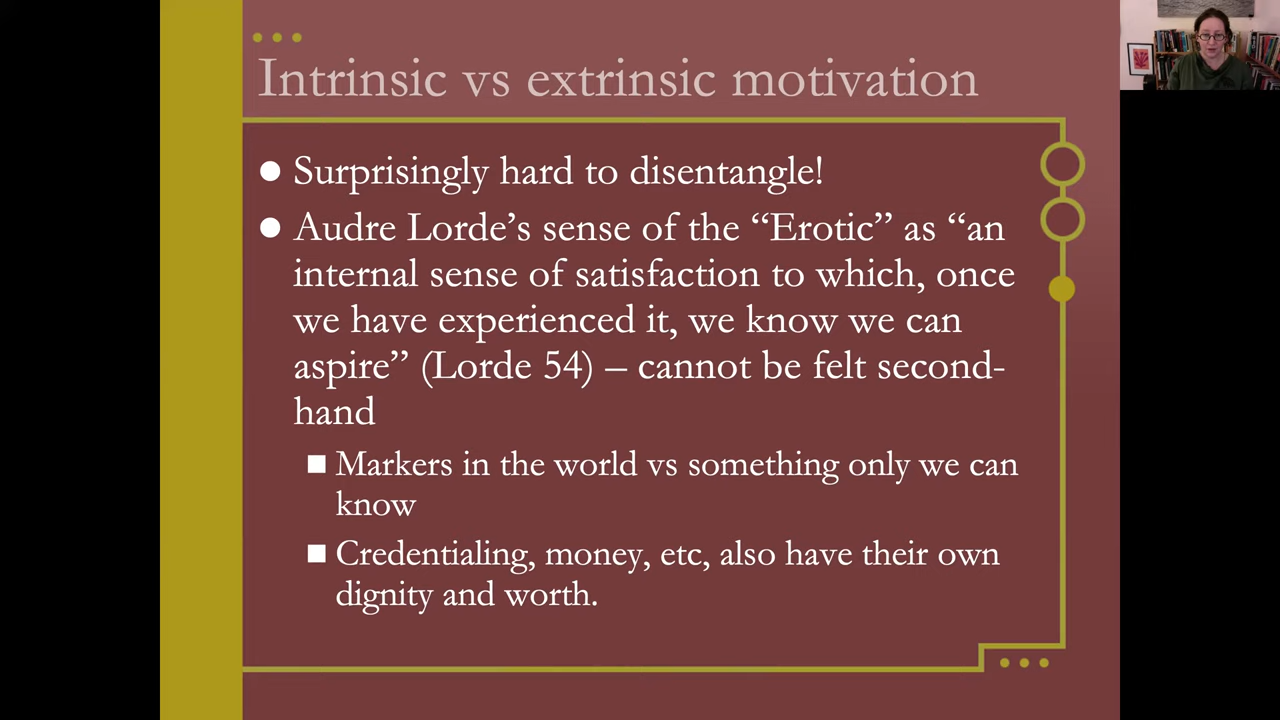 Intrinsic vs extrinsic motivation
● Surprisingly hard to disentangle!
● Audre Lorde’s sense of the “Erotic” as “an
internal sense of satisfaction to which, once
we have experienced it, we know we can
aspire” (Lorde 54) – cannot be felt second-
hand
■ Markers in the world vs something only we can
know
■ Credentialing, money, etc, also have their own
dignity and worth.